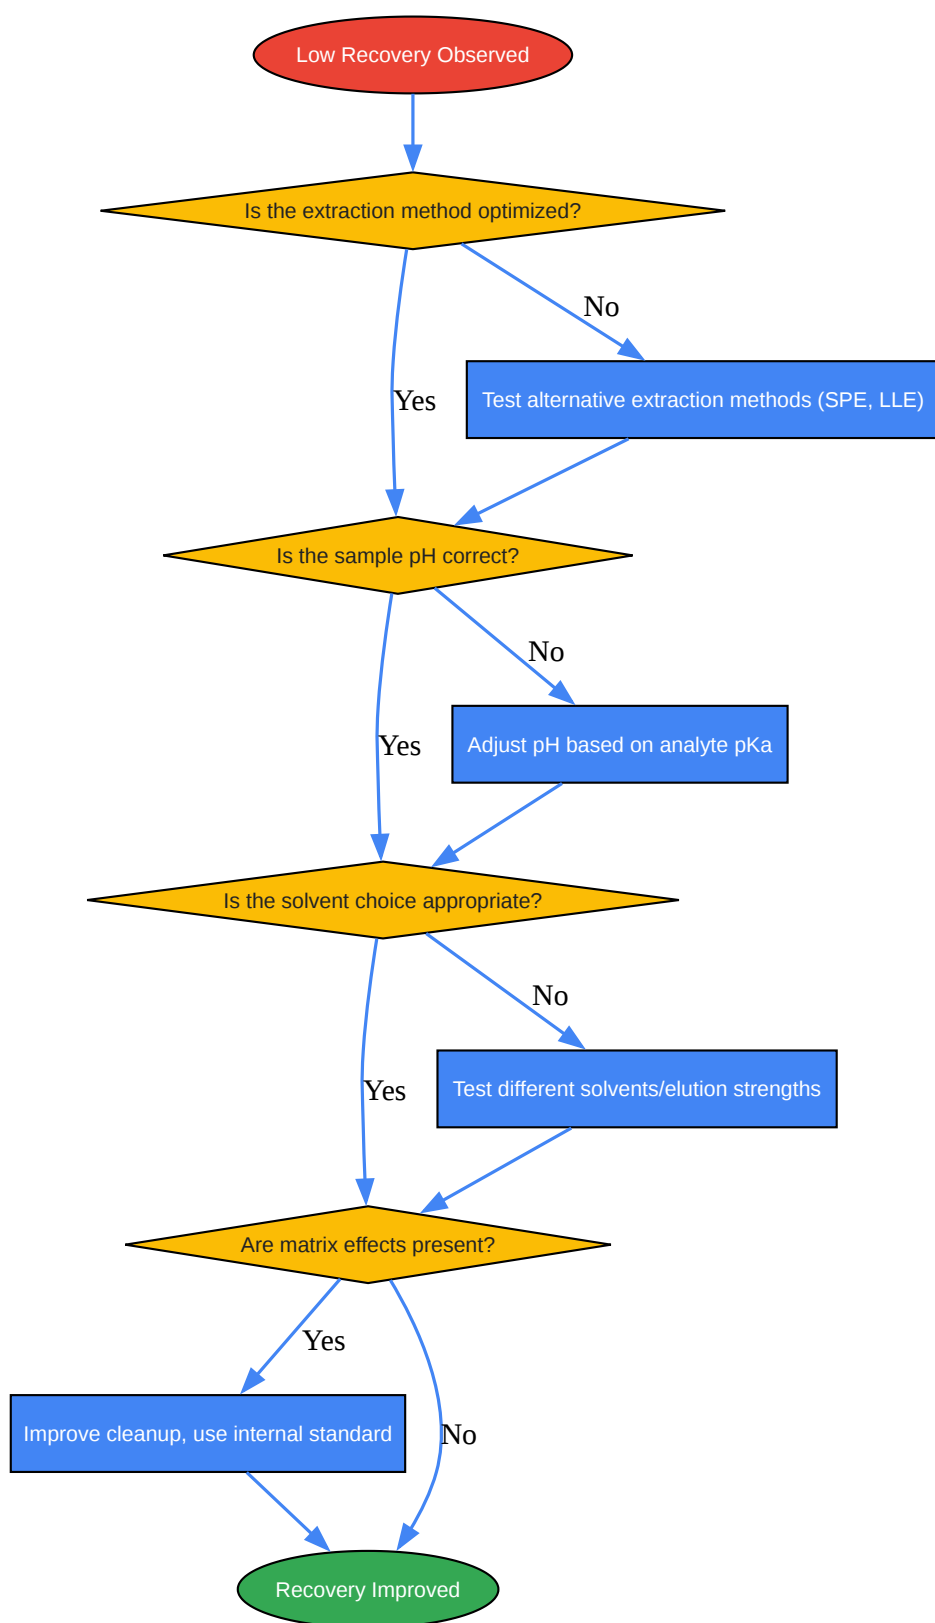 Low Recovery Observed
Is the extraction method optimized?
No
Test alternative extraction methods (SPE, LLE)
Yes
Is the sample pH correct?
No
Adjust pH based on analyte pKa
Yes
Is the solvent choice appropriate?
No
Test different solvents/elution strengths
Yes
Are matrix effects present?
Yes
Improve cleanup, use internal standard
No
Recovery Improved